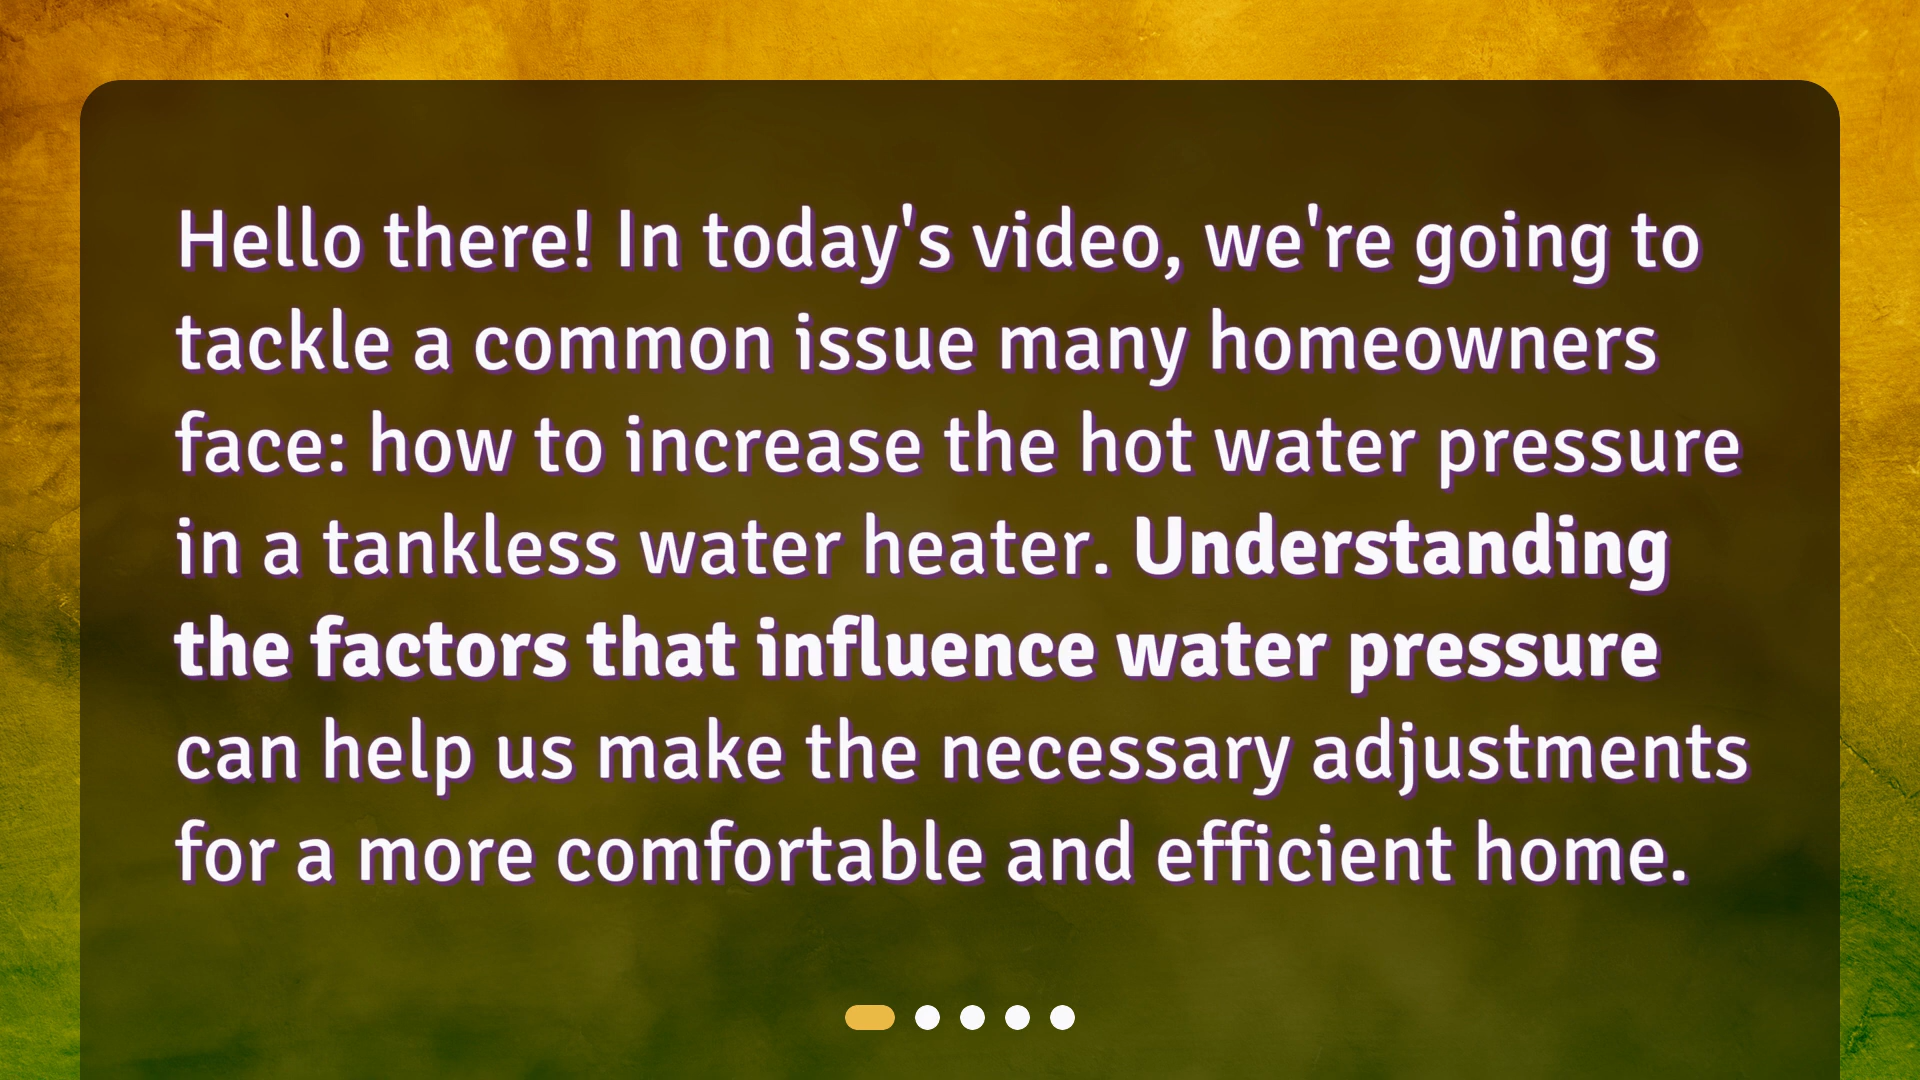 Hello there! In today's video, we're going to
tackle a common issue many homeowners
face: how to increase the hot water pressure
in a tankless water heater. Understanding
the factors that influence water pressure
can help us make the necessary adjustments
for a more comfortable and efficient home.